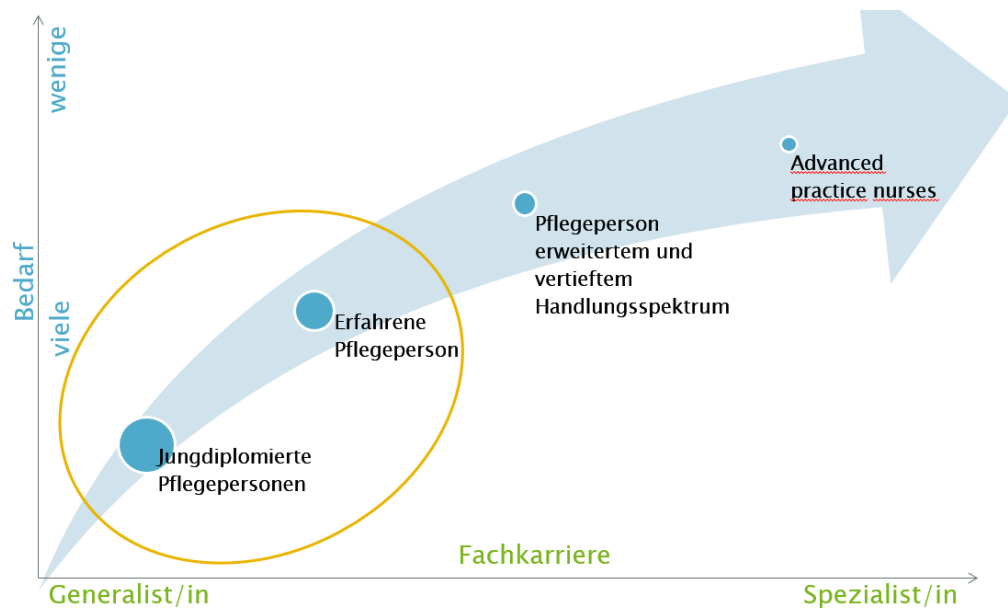 wenige
Advanced
practice nurses
Pflegeperson
erweitertem und
vertieftem
Handlungsspektrum
Bedarf
viele
Erfahrene
Pflegeperson
Jungdiplomierte
Pflegepersonen
Fachkarriere
Generalist/in
Spezialist/in